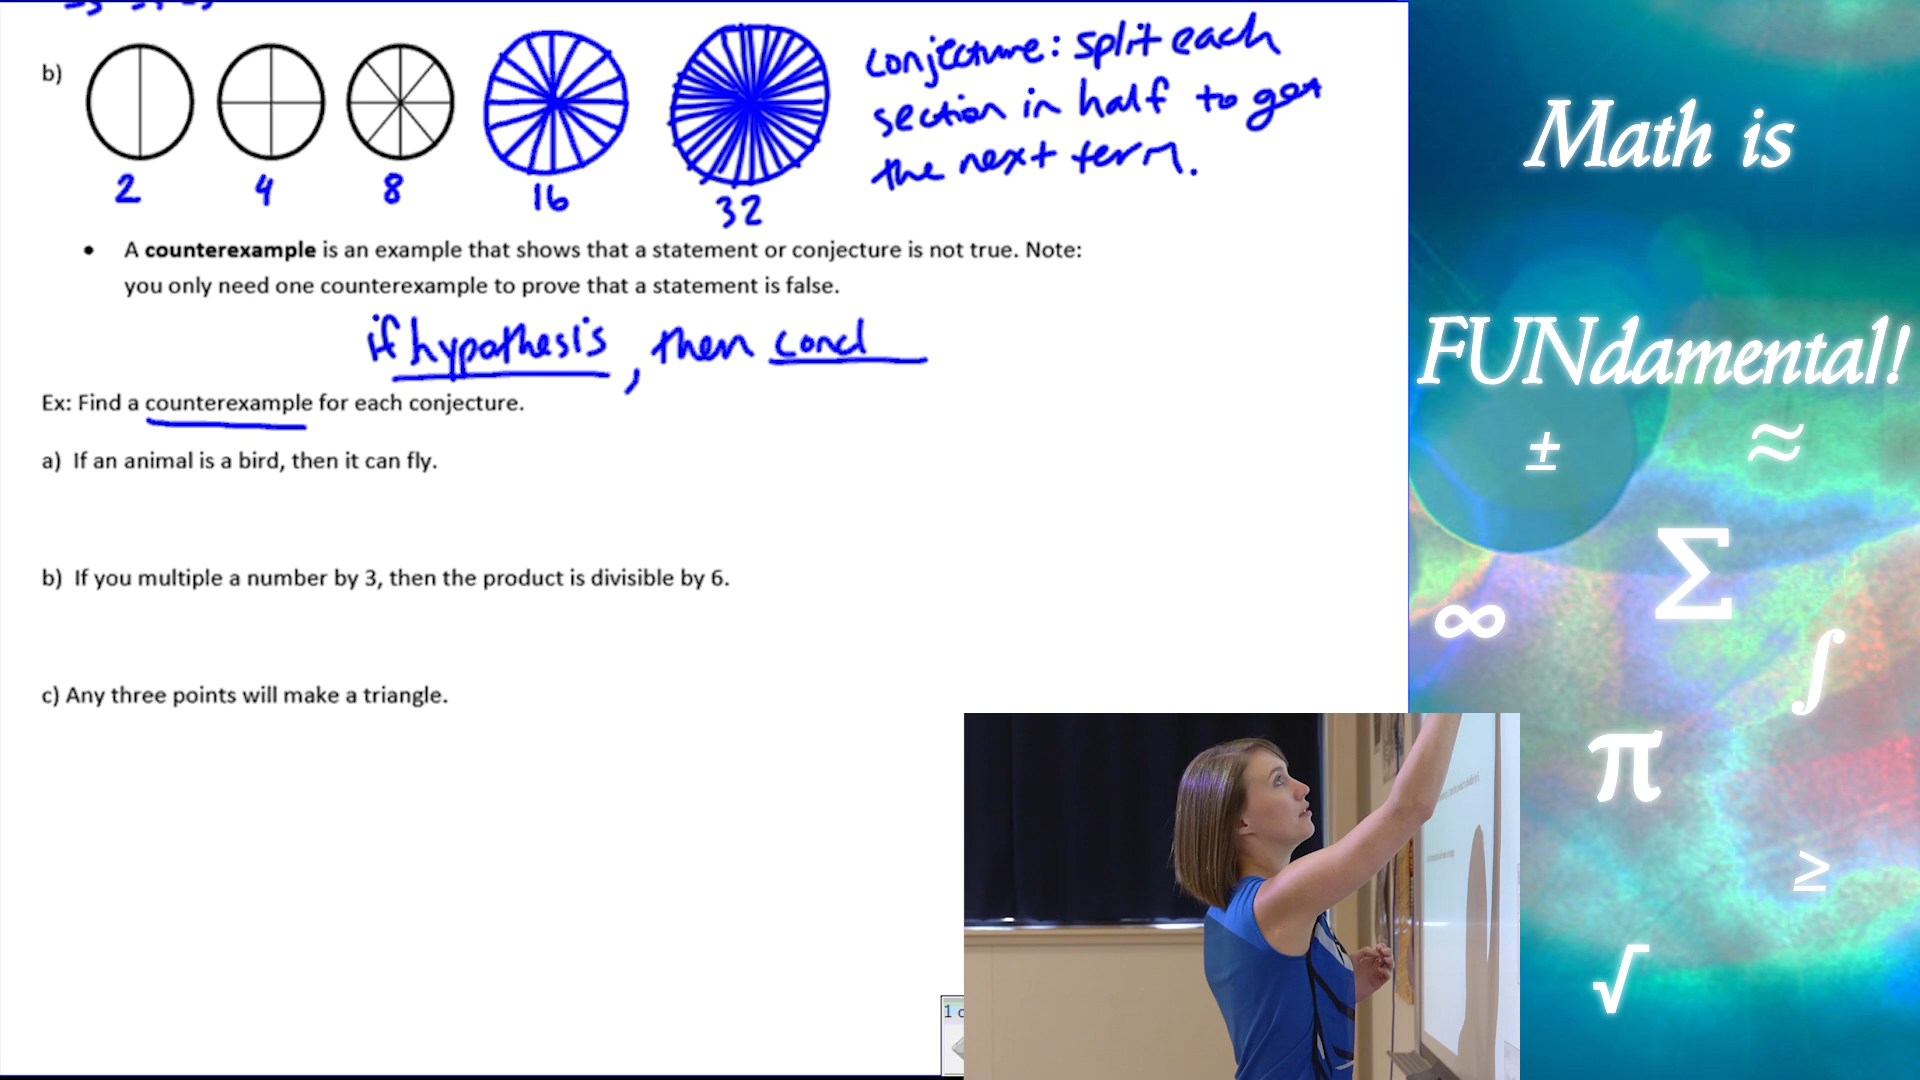 b)
2 4 8 16 32
conjecture: split each
section in half to get
the next term.
• A counterexample is an example that shows that a statement or conjecture is not true. Note:
you only need one counterexample to prove that a statement is false.
if hypothesis, then concl
Ex: Find a counterexample for each conjecture.
a) If an animal is a bird, then it can fly.
b) If you multiple a number by 3, then the product is divisible by 6.
c) Any three points will make a triangle.
Math is
FUNdamental!
± ≈
Σ
∞
∫
π
≥
√